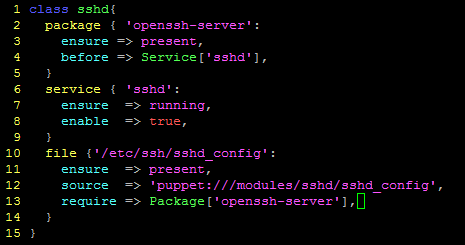 1 class sshd{
2   package { 'openssh-server':
3     ensure => present,
4     before => Service['sshd'],
5   }
6   service { 'sshd':
7     ensure  => running,
8     enable  => true,
9   }
10   file {'/etc/ssh/sshd_config':
11     ensure  => present,
12     source  => 'puppet:///modules/sshd/sshd_config',
13     require => Package['openssh-server'],
14   }
15 }